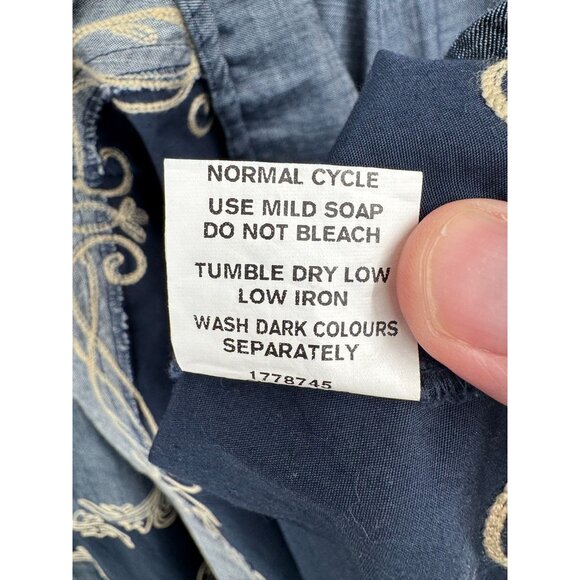 NORMAL CYCLE
USE MILD SOAP
DO NOT BLEACH
TUMBLE DRY LOW
LOW IRON
WASH DARK COLOURS
SEPARATELY
1778745